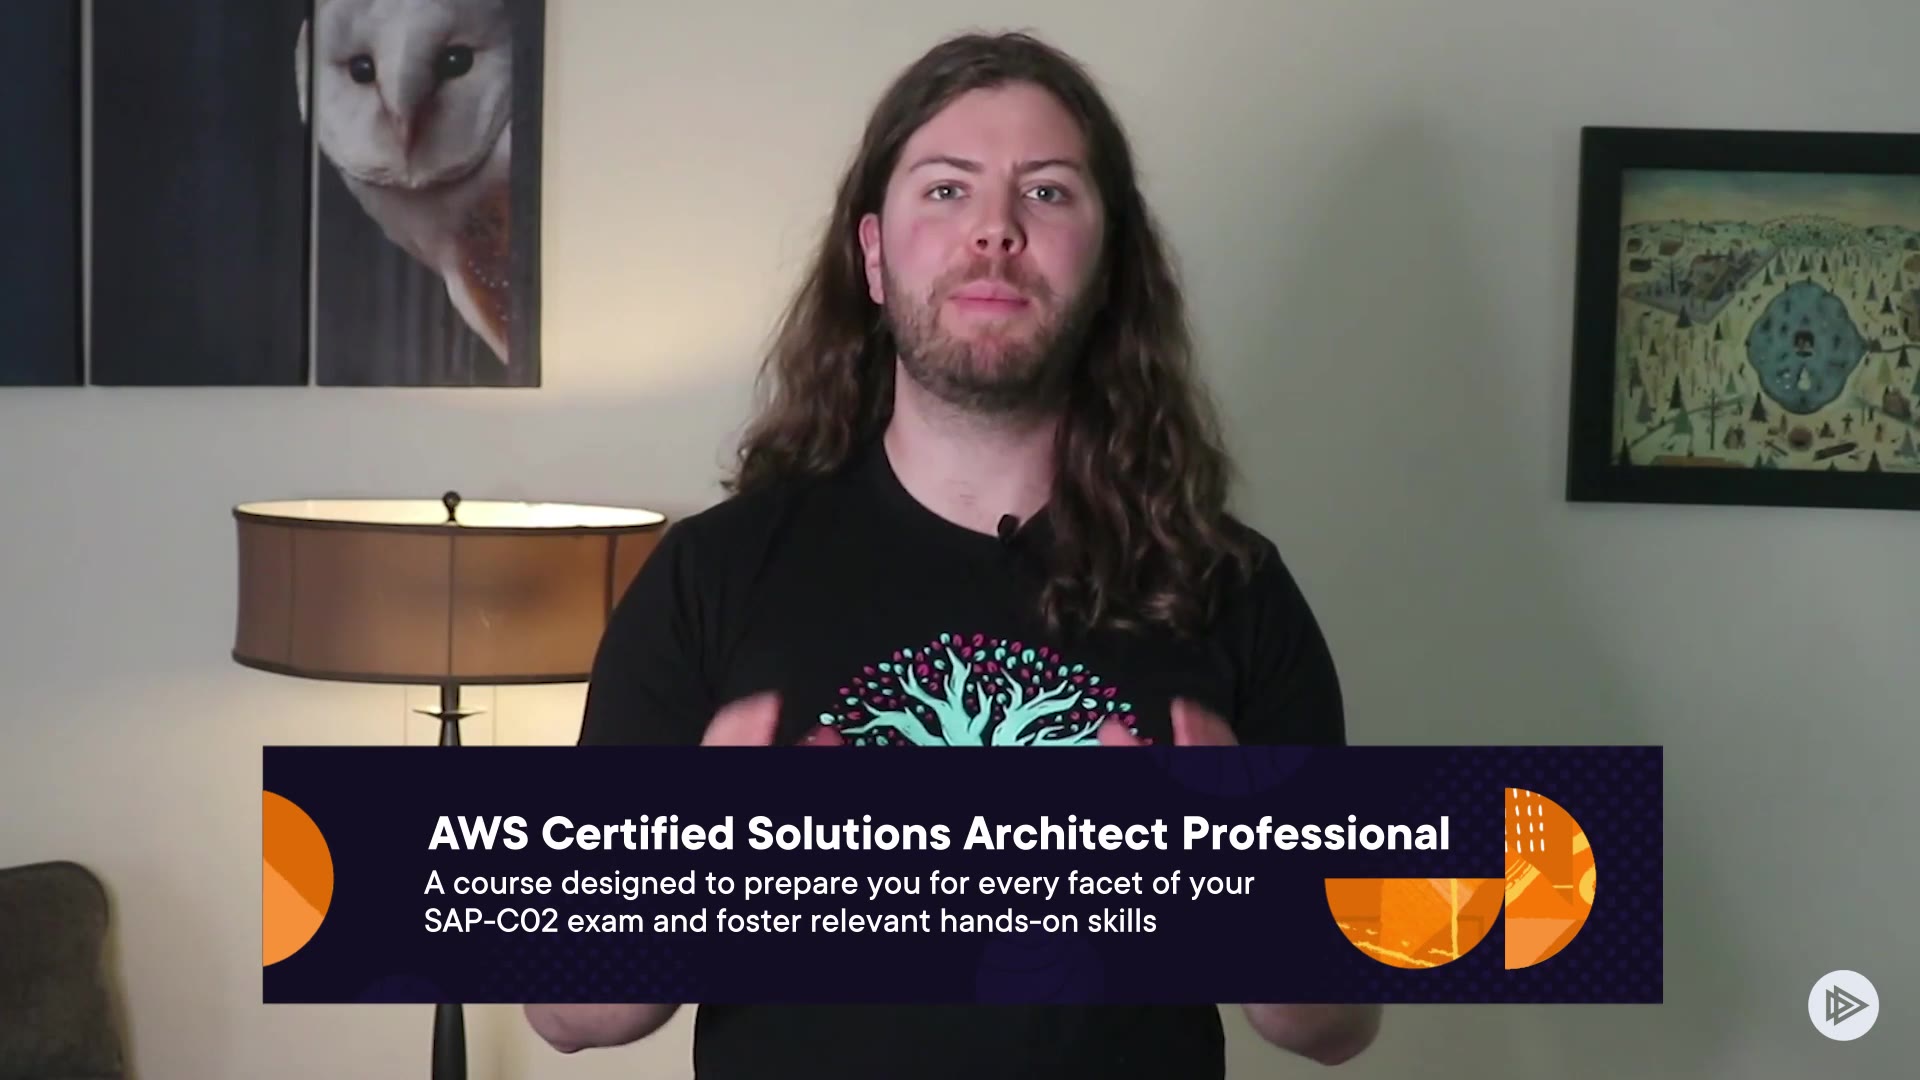 AWS Certified Solutions Architect Professional
A course designed to prepare you for every facet of your
SAP-C02 exam and foster relevant hands-on skills